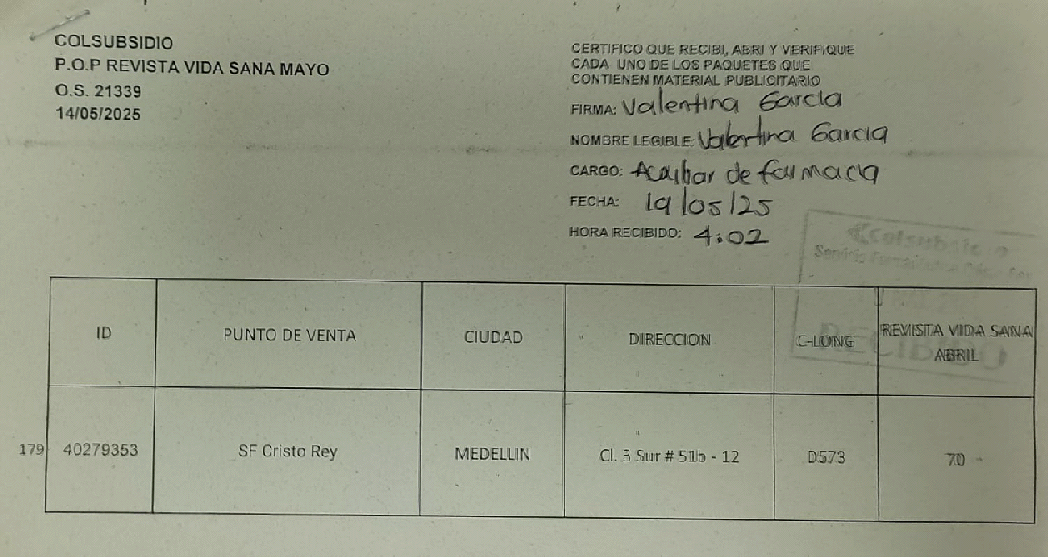 COLSUBSIDIO
P.O.P REVISTA VIDA SANA MAYO
O.S. 21339
14/05/2025
CERTIFICO QUE RECIBI, ABRI Y VERIFIQUE
CADA UNO DE LOS PAQUETES QUE
CONTIENEN MATERIAL PUBLICITARIO
FIRMA: Valentina Garcia
NOMBRE LEGIBLE: Valentina Garcia
CARGO: de farmacia
FECHA: 19/05/25
HORA RECIBIDO: 4:02
Colsubsidio
Servicio
RECIBIDO
ID PUNTO DE VENTA CIUDAD DIRECCION REVISTA VIDA SANA
ABRIL
179 40279353 SF Cristo Rey MEDELLIN Cl. Sur # 51b - 12 D573 70